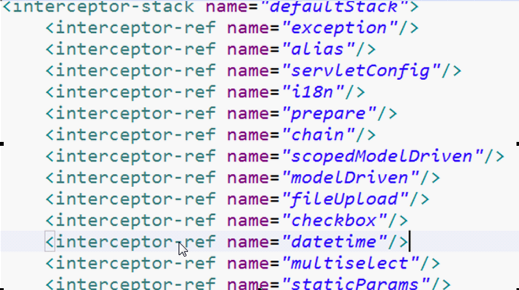 <interceptor-stack name="defaultStack">
<interceptor-ref name="exception"/>
<interceptor-ref name="alias"/>
<interceptor-ref name="servletConfig"/>
<interceptor-ref name="i18n"/>
<interceptor-ref name="prepare"/>
<interceptor-ref name="chain"/>
<interceptor-ref name="scopedModelDriven"/>
<interceptor-ref name="modelDriven"/>
<interceptor-ref name="fileUpload"/>
<interceptor-ref name="checkbox"/>
<interceptor-ref name="datetime"/>
<interceptor-ref name="multiselect"/>
<interceptor-ref name="staticParams"/>